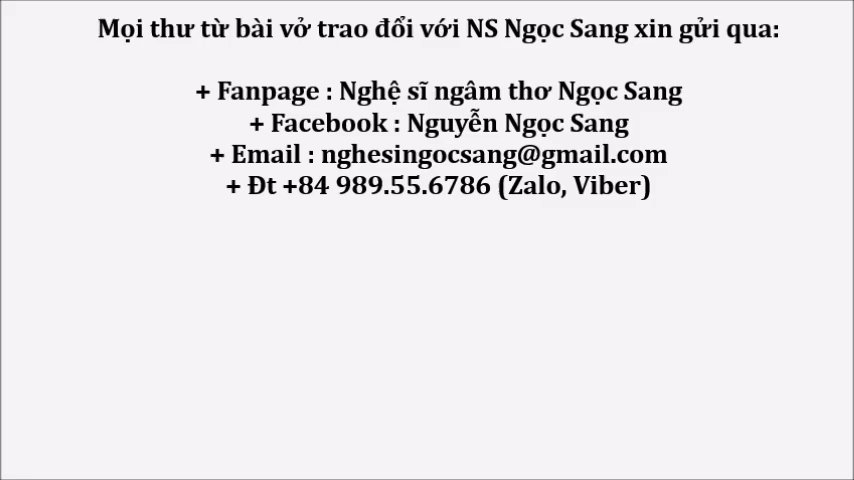 Mọi thư từ bài vở trao đổi với NS Ngọc Sang xin gửi qua:
+ Fanpage : Nghệ sĩ ngâm thơ Ngọc Sang
+ Facebook : Nguyễn Ngọc Sang
+ Email : nghesingocsang@gmail.com
+ Đt +84 989.55.6786 (Zalo, Viber)